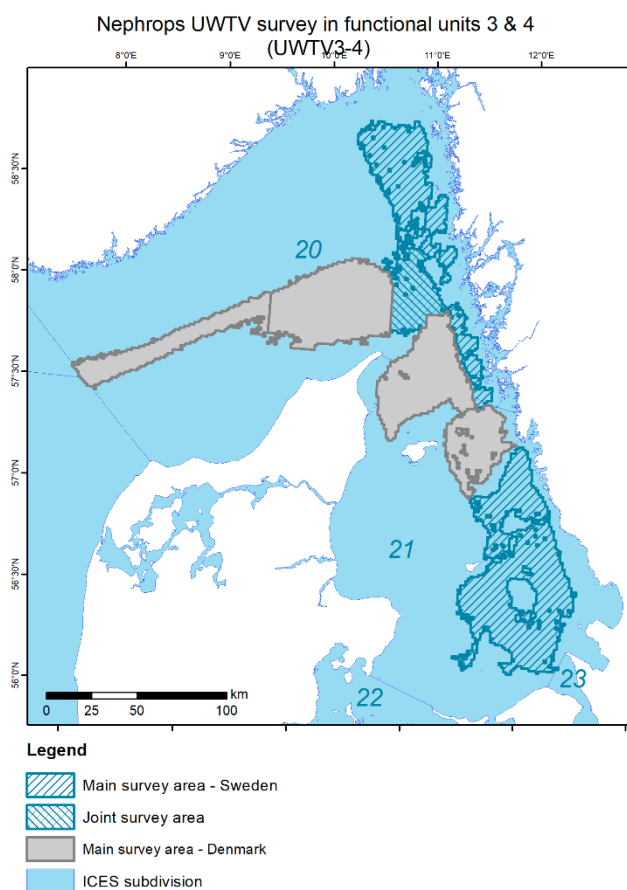 Nephrops UWTV survey in functional units 3 & 4
(UWTV3-4)
8°0'E 9°0'E 10°0'E 11°0'E 12°0'E
58°30'N
58°0'N
57°30'N
57°0'N
56°30'N
56°0'N
20
21
22
23
km
0 25 50 100
Legend
Main survey area - Sweden
Joint survey area
Main survey area - Denmark
ICES subdivision